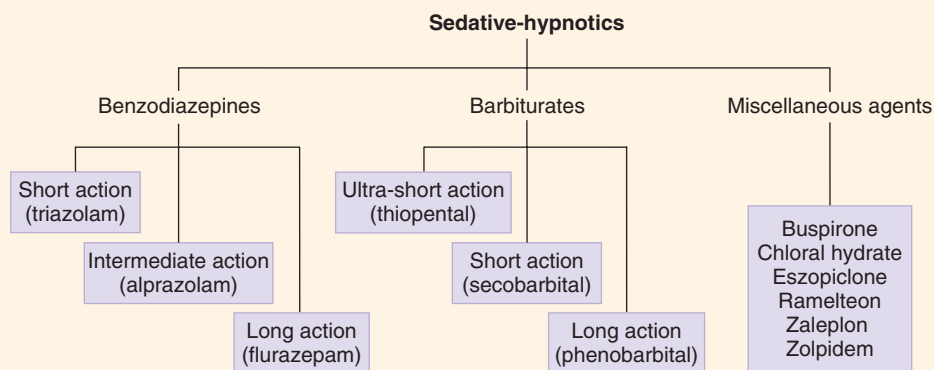 Sedative-hypnotics
Benzodiazepines
Barbiturates
Miscellaneous agents
Short action
(triazolam)
Intermediate action
(alprazolam)
Long action
(flurazepam)
Ultra-short action
(thiopental)
Short action
(secobarbital)
Long action
(phenobarbital)
Buspirone
Chloral hydrate
Eszopiclone
Ramelteon
Zaleplon
Zolpidem